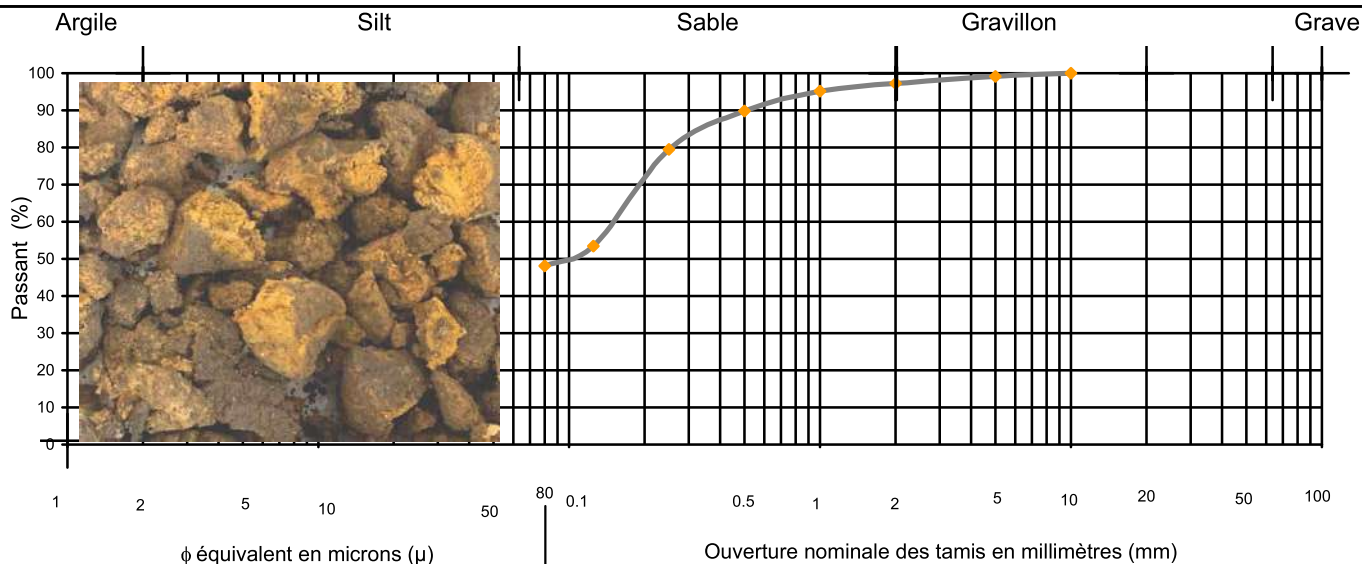 Argile Silt Sable Gravillon Grave
Passant (%)
100
90
80
70
60
50
40
30
20
10
0
1 2 5 10 50 80 0.1 0.5 1 2 5 10 20 50 100
ϕ équivalent en microns (µ) Ouverture nominale des tamis en millimètres (mm)